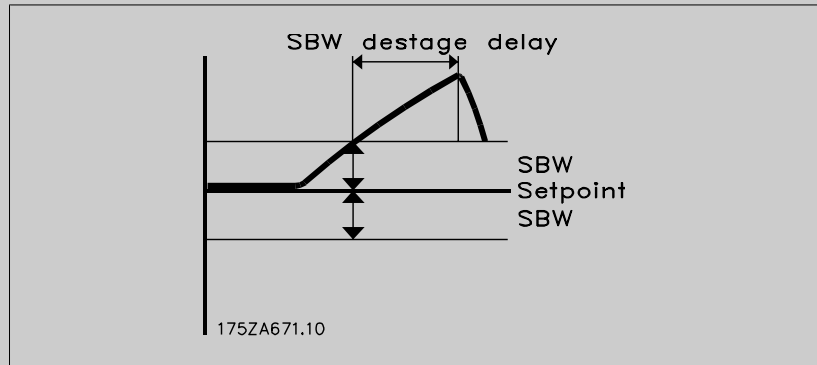 SBW destage delay
SBW
Setpoint
SBW
175ZA671.10